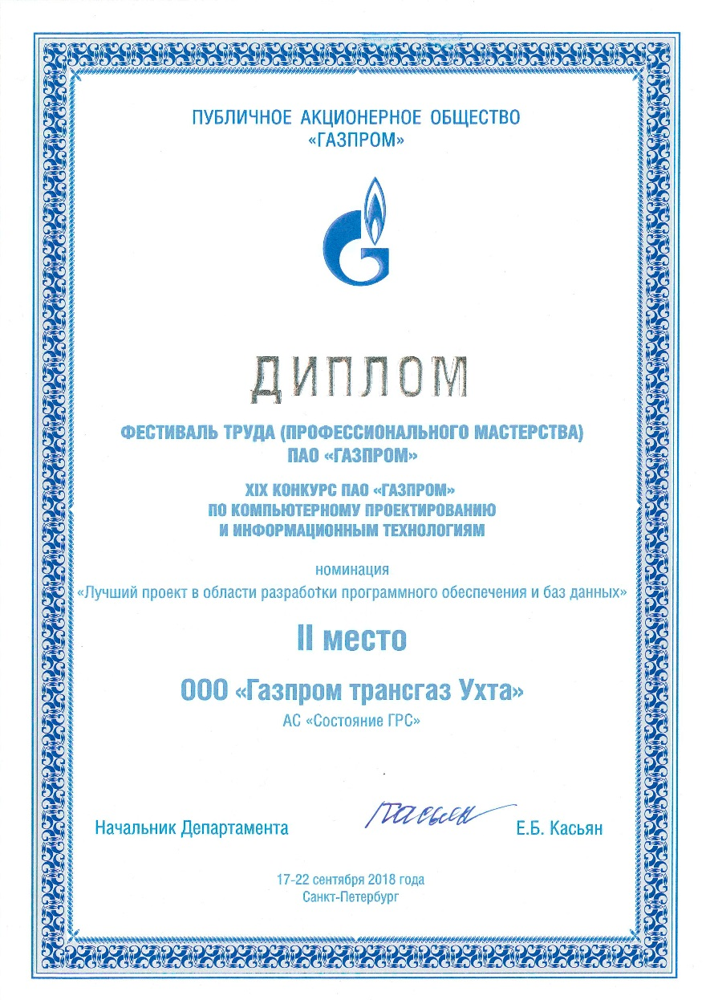 ПУБЛИЧНОЕ АКЦИОНЕРНОЕ ОБЩЕСТВО
«ГАЗПРОМ»
ДИПЛОМ
ФЕСТИВАЛЬ ТРУДА (ПРОФЕССИОНАЛЬНОГО МАСТЕРСТВА)
ПАО «ГАЗПРОМ»
XIX КОНКУРС ПАО «ГАЗПРОМ»
ПО КОМПЬЮТЕРНОМУ ПРОЕКТИРОВАНИЮ
И ИНФОРМАЦИОННЫМ ТЕХНОЛОГИЯМ
номинация
«Лучший проект в области разработки программного обеспечения и баз данных»
II место
ООО «Газпром трансгаз Ухта»
АС «Состояние ГРС»
Начальник Департамента Касьян Е.Б. Касьян
17-22 сентября 2018 года
Санкт-Петербург